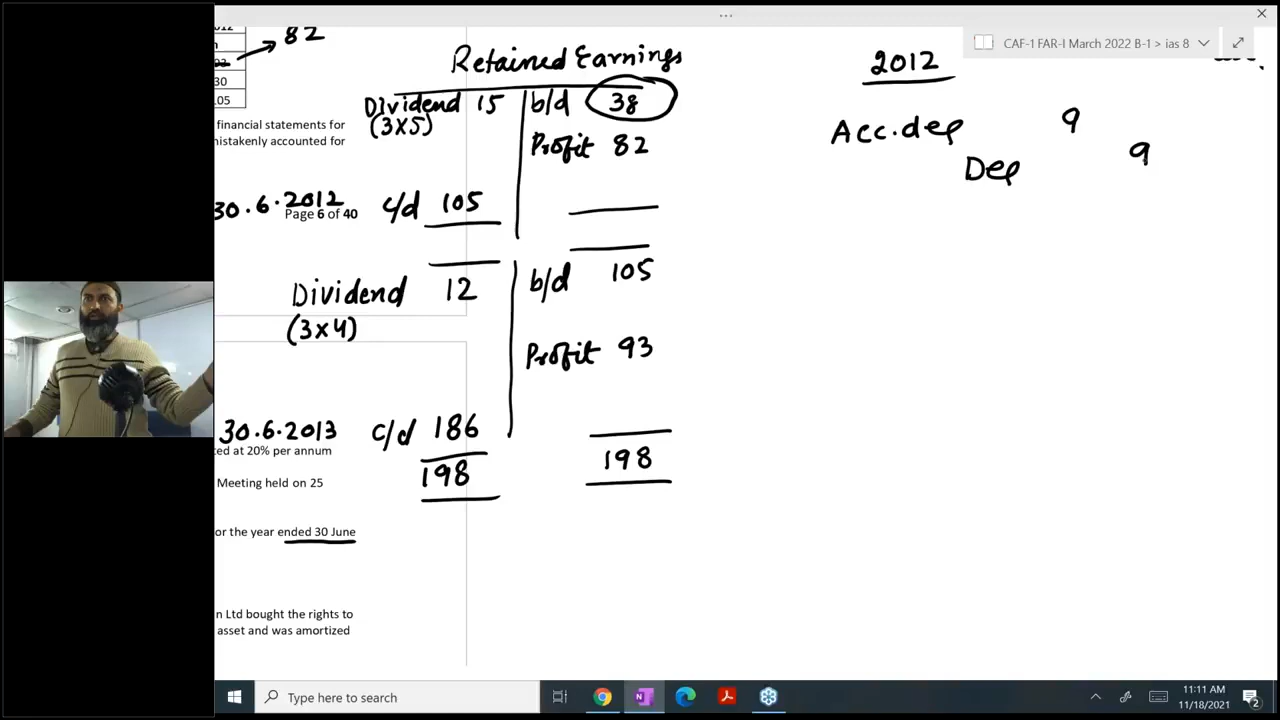 CAF-1 FAR-I March 2022 B-1 > ias 8
82
30
.05
financial statements for
nistakenly accounted for
Page 6 of 40
ed at 20% per annum
Meeting held on 25
or the year ended 30 June
n Ltd bought the rights to
asset and was amortized
Retained Earnings
Dividend 15 b/d 38
(3x5)
Profit 82
30.6.2012 c/d 105
Dividend 12 b/d 105
(3x4)
Profit 93
30.6.2013 c/d 186
198 198
2012
Acc.dep 9
Dep 9
Type here to search
11:11 AM
11/18/2021
2